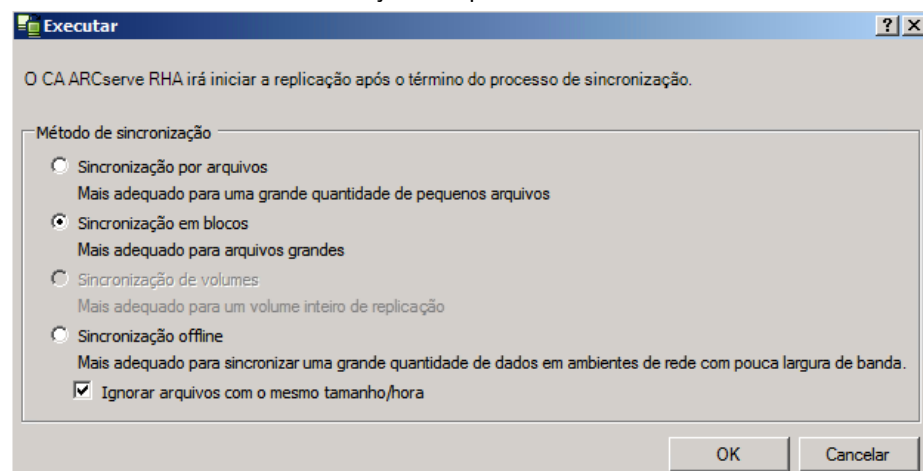 Executar
O CA ARCserve RHA irá iniciar a replicação após o término do processo de sincronização.
Método de sincronização
Sincronização por arquivos
Mais adequado para uma grande quantidade de pequenos arquivos
Sincronização em blocos
Mais adequado para arquivos grandes
Sincronização de volumes
Mais adequado para um volume inteiro de replicação
Sincronização offline
Mais adequado para sincronizar uma grande quantidade de dados em ambientes de rede com pouca largura de banda.
Ignorar arquivos com o mesmo tamanho/hora
OK Cancelar